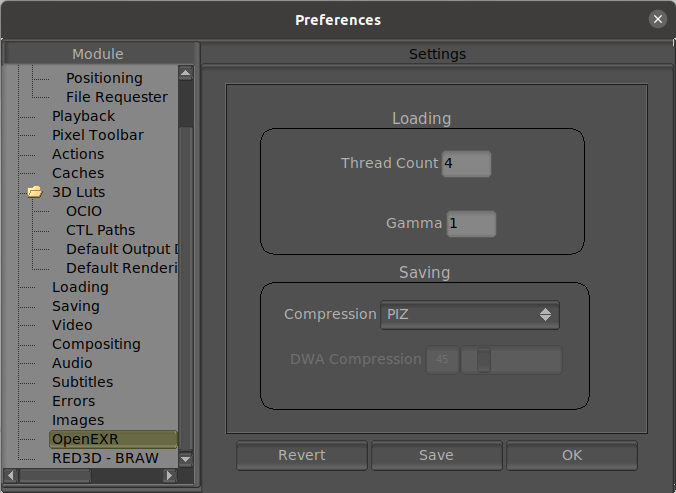 Preferences
Module
Settings
Positioning
File Requester
Playback
Pixel Toolbar
Actions
Caches
3D Luts
OCIO
CTL Paths
Default Output D
Default Renderi
Loading
Saving
Video
Compositing
Audio
Subtitles
Errors
Images
OpenEXR
RED3D - BRAW
Loading
Thread Count 4
Gamma 1
Saving
Compression PIZ
DWA Compression 45
Revert
Save
OK